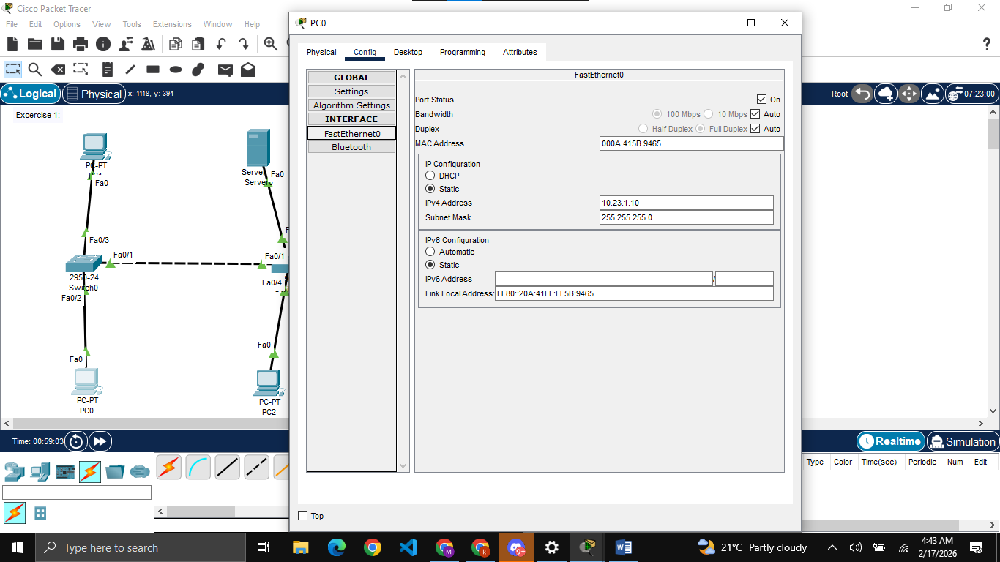 Cisco Packet Tracer
File Edit Options View Tools Extensions Window Help
Logical
Physical
x: 1118, y: 394
Root
07:23:00
Excercise 1:
PC-PT
Fa0
Fa0/3
Fa0/1
2950-24
Switch0
Fa0/2
Fa0
PC-PT
PC0
Server
Fa0
Fa0/1
Fa0/4
Fa0
PC-PT
PC2
PC0
Physical Config Desktop Programming Attributes
GLOBAL
Settings
Algorithm Settings
INTERFACE
FastEthernet0
Bluetooth
FastEthernet0
Port Status On
Bandwidth 100 Mbps 10 Mbps Auto
Duplex Half Duplex Full Duplex Auto
MAC Address 000A.415B.9465
IP Configuration
DHCP
Static
IPv4 Address 10.23.1.10
Subnet Mask 255.255.255.0
IPv6 Configuration
Automatic
Static
IPv6 Address /
Link Local Address: FE80::20A:41FF:FE5B:9465
Top
Time: 00:59:03
Realtime
Simulation
Type Color Time(sec) Periodic Num Edit
Type here to search
9+
21°C Partly cloudy
4:43 AM
2/17/2026